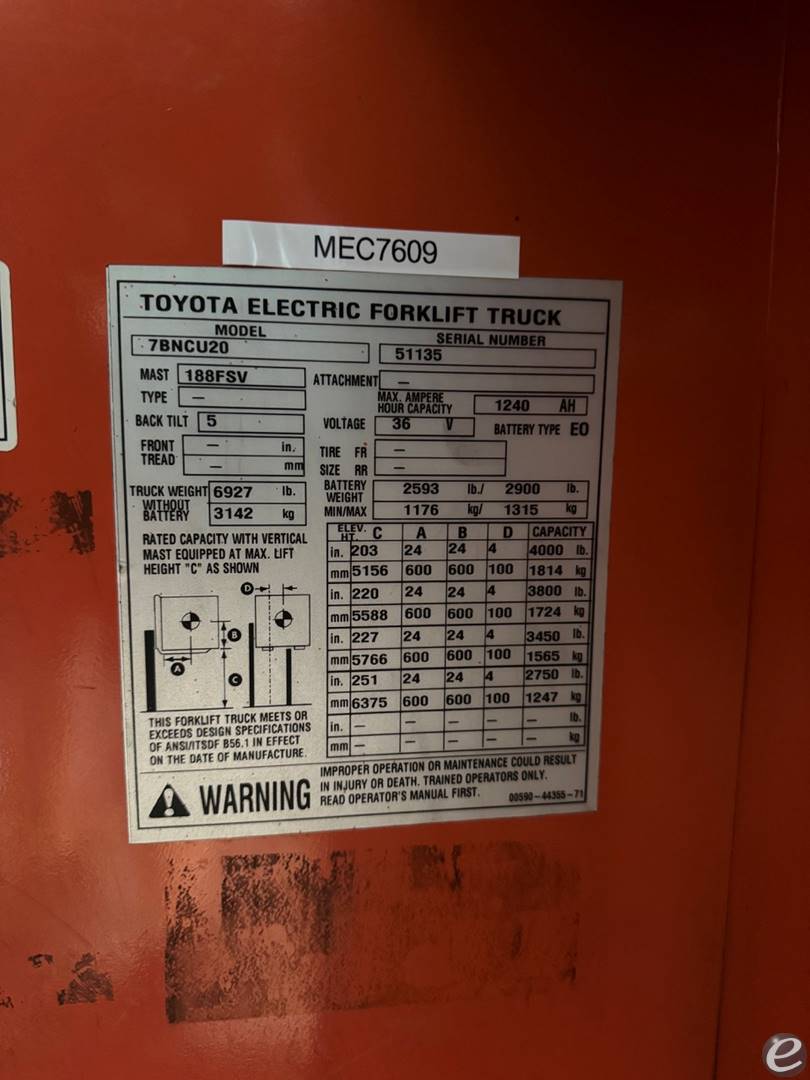 MEC7609
TOYOTA ELECTRIC FORKLIFT TRUCK
MODEL
7BNCU20
SERIAL NUMBER
51135
MAST 188FSV
ATTACHMENT —
TYPE —
MAX. AMPERE
HOUR CAPACITY 1240 AH
BACK TILT 5
VOLTAGE 36 V BATTERY TYPE EO
FRONT
TREAD
— in.
— mm
TIRE FR —
SIZE RR —
TRUCK WEIGHT
WITHOUT
BATTERY
6927 lb.
3142 kg
BATTERY
WEIGHT
MIN/MAX
2593 lb./ 2900 lb.
1176 kg/ 1315 kg
RATED CAPACITY WITH VERTICAL
MAST EQUIPPED AT MAX. LIFT
HEIGHT "C" AS SHOWN
D
B
A
C
ELEV.
HT. C A B D CAPACITY
in. 203 24 24 4 4000 lb.
mm 5156 600 600 100 1814 kg
in. 220 24 24 4 3800 lb.
mm 5588 600 600 100 1724 kg
in. 227 24 24 4 3450 lb.
mm 5766 600 600 100 1565 kg
in. 251 24 24 4 2750 lb.
mm 6375 600 600 100 1247 kg
in. — — — — — lb.
mm — — — — — kg
THIS FORKLIFT TRUCK MEETS OR
EXCEEDS DESIGN SPECIFICATIONS
OF ANSI/ITSDF B56.1 IN EFFECT
ON THE DATE OF MANUFACTURE.
WARNING
IMPROPER OPERATION OR MAINTENANCE COULD RESULT
IN INJURY OR DEATH. TRAINED OPERATORS ONLY.
READ OPERATOR'S MANUAL FIRST.
00590-44355-71
e